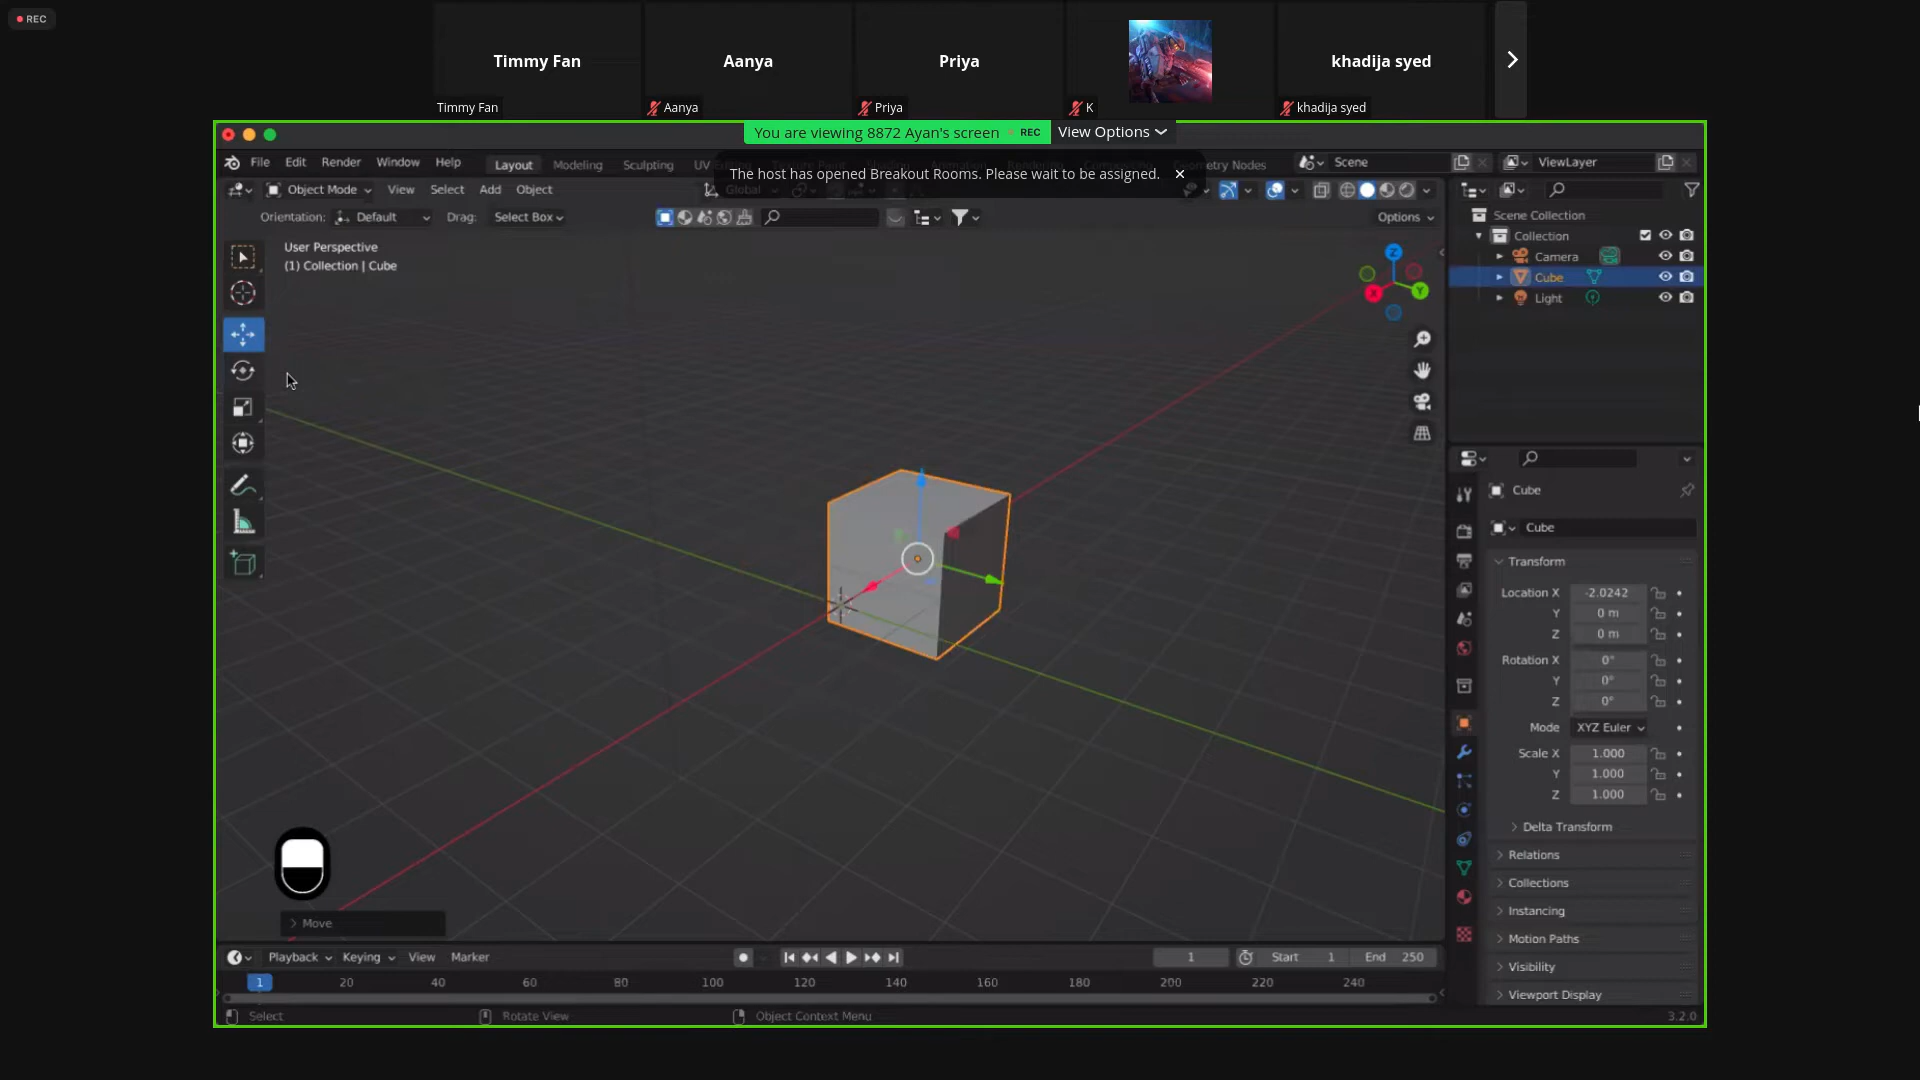 REC
Timmy Fan
Aanya
Priya
khadija syed
Timmy Fan
Aanya
Priya
K
khadija syed
You are viewing 8872 Ayan's screen REC View Options
File Edit Render Window Help Layout Modeling Sculpting UV Editing Geometry Nodes Scene ViewLayer
The host has opened Breakout Rooms. Please wait to be assigned.
Object Mode View Select Add Object Global
Orientation: Default Drag: Select Box Options
User Perspective
(1) Collection | Cube
Z
X
Y
Scene Collection
Collection
Camera
Cube
Light
Cube
Cube
Transform
Location X -2.0242
Y 0 m
Z 0 m
Rotation X 0°
Y 0°
Z 0°
Mode XYZ Euler
Scale X 1.000
Y 1.000
Z 1.000
Delta Transform
Relations
Collections
Instancing
Motion Paths
Visibility
Viewport Display
Move
Playback Keying View Marker 1 Start 1 End 250
1 20 40 60 80 100 120 140 160 180 200 220 240
Select Rotate View Object Context Menu 3.2.0